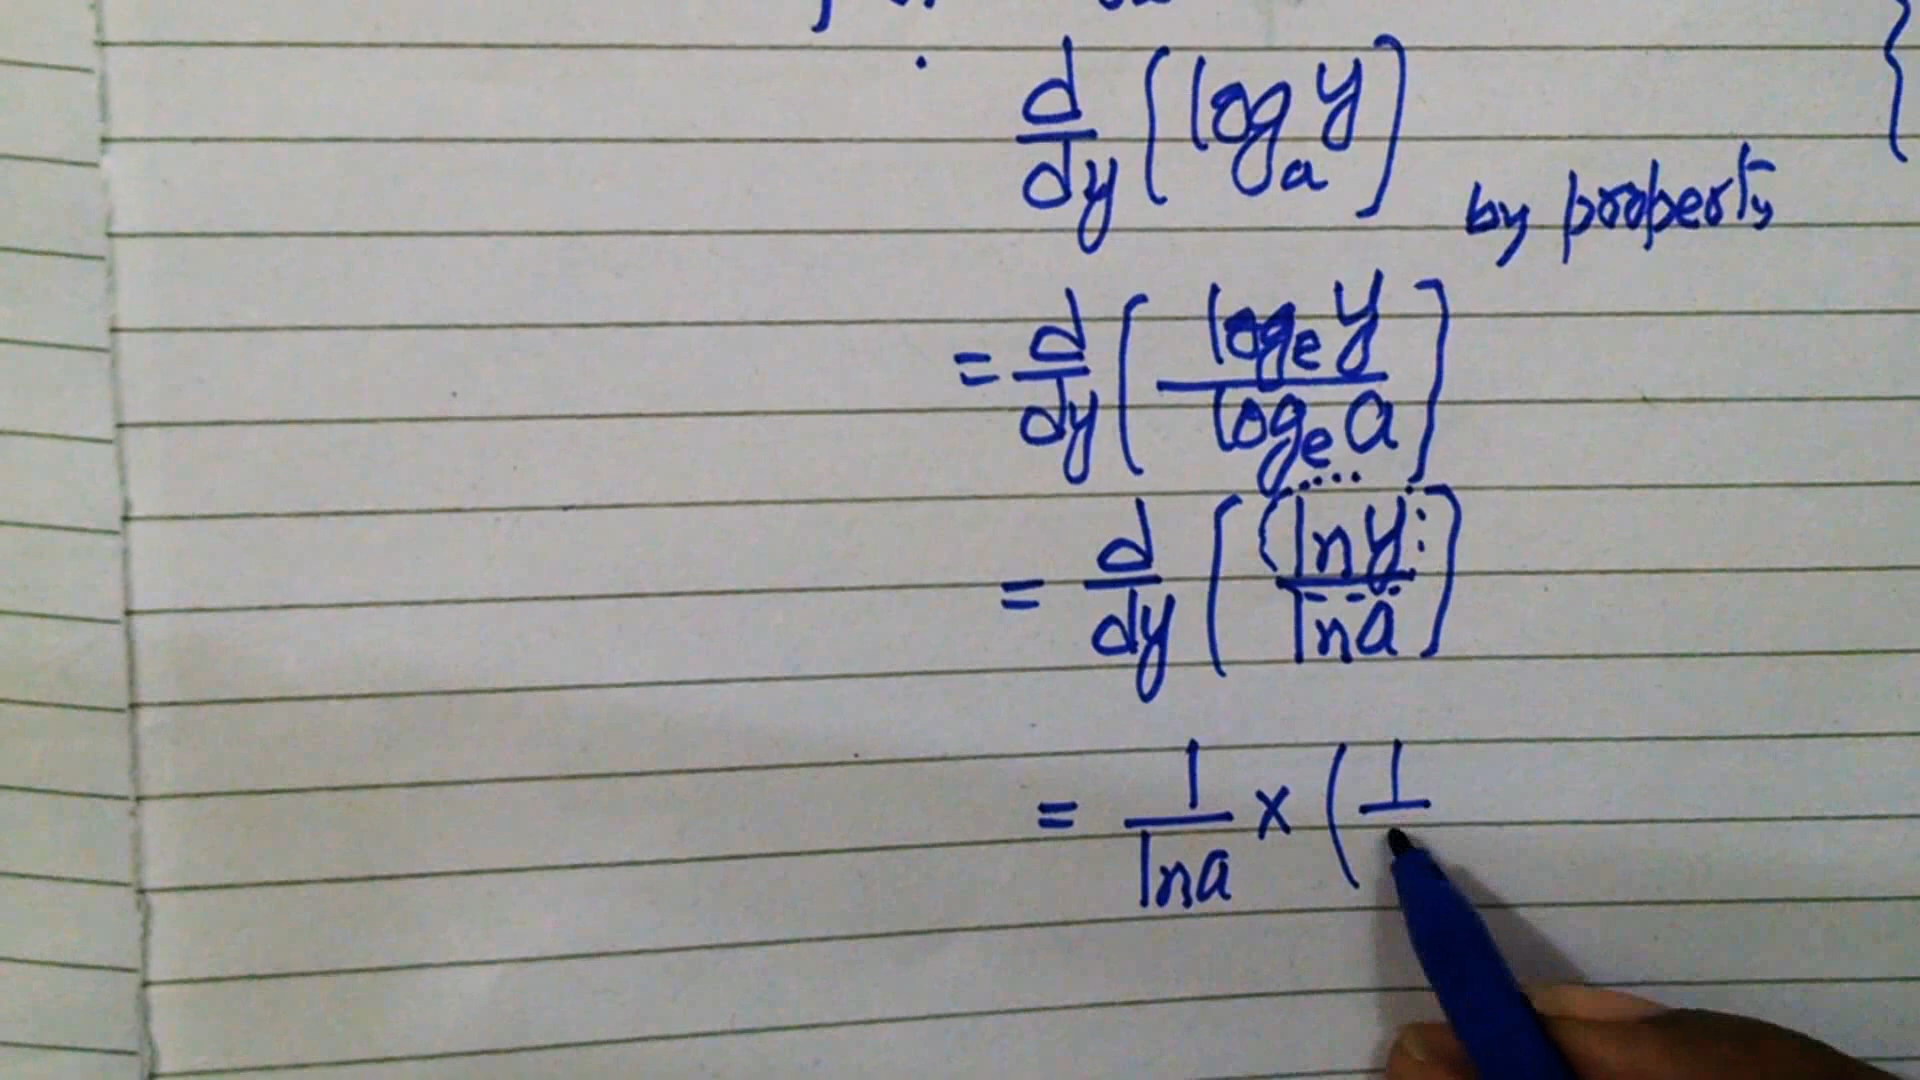 d/dy [log_a y]
by property
= d/dy [log_e y / log_e a]
= d/dy [ln y / ln a]
= 1/ln a × (1/